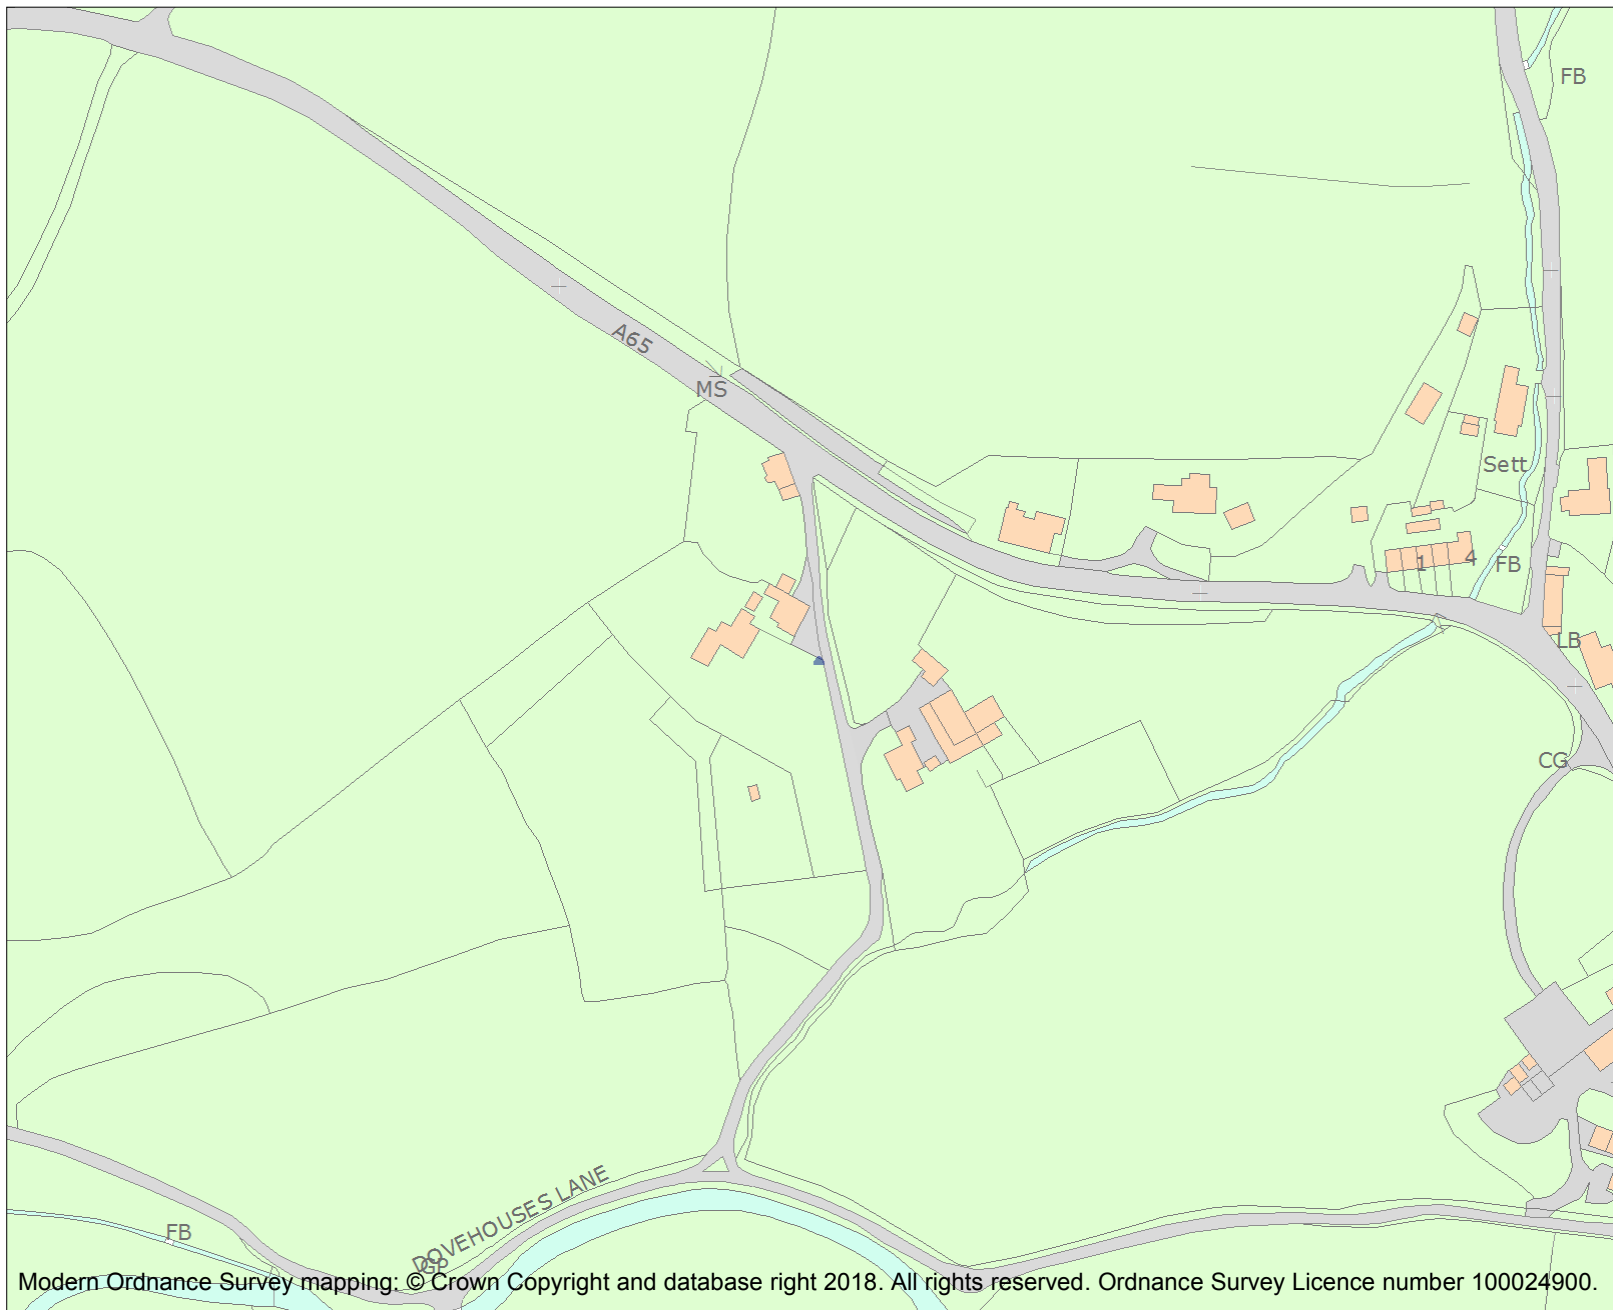 FB
A65
MS
Sett
1
4
FB
LB
CG
DOVEHOUSES LANE
FB
GP
Modern Ordnance Survey mapping: © Crown Copyright and database right 2018. All rights reserved. Ordnance Survey Licence number 100024900.